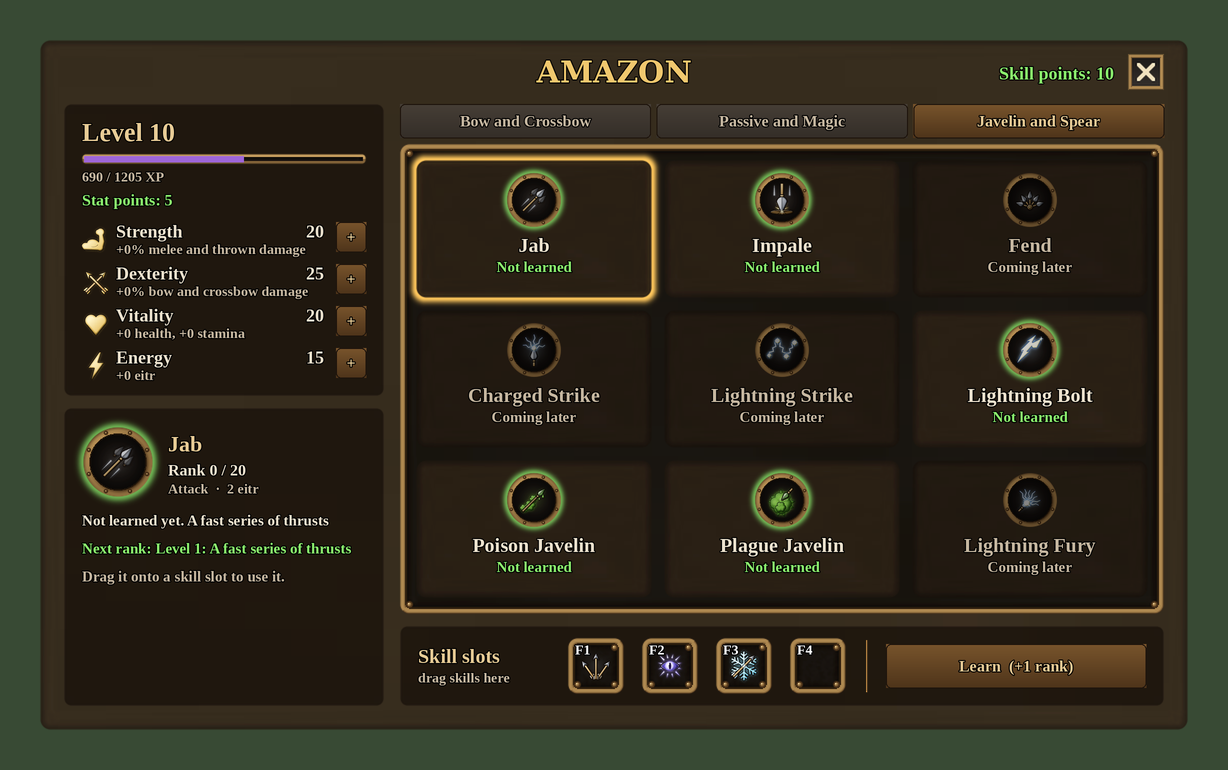 AMAZON
Skill points: 10
Level 10
690 / 1205 XP
Stat points: 5
Strength 20
+0% melee and thrown damage
+
Dexterity 25
+0% bow and crossbow damage
+
Vitality 20
+0 health, +0 stamina
+
Energy 15
+0 eitr
+
Jab
Rank 0 / 20
Attack · 2 eitr
Not learned yet. A fast series of thrusts
Next rank: Level 1: A fast series of thrusts
Drag it onto a skill slot to use it.
Bow and Crossbow
Passive and Magic
Javelin and Spear
Jab
Not learned
Impale
Not learned
Fend
Coming later
Charged Strike
Coming later
Lightning Strike
Coming later
Lightning Bolt
Not learned
Poison Javelin
Not learned
Plague Javelin
Not learned
Lightning Fury
Coming later
Skill slots
drag skills here
F1
F2
F3
F4
Learn (+1 rank)